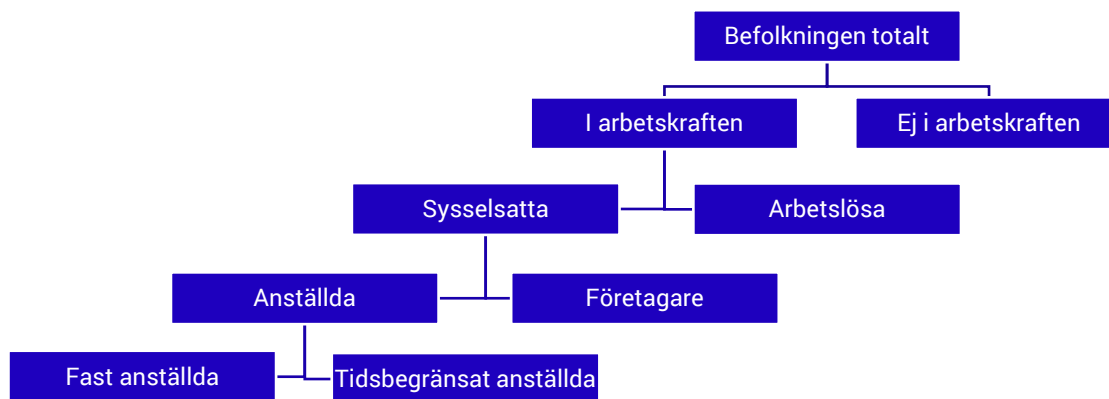 Befolkningen totalt
I arbetskraften
Ej i arbetskraften
Sysselsatta
Arbetslösa
Anställda
Företagare
Fast anställda
Tidsbegränsat anställda